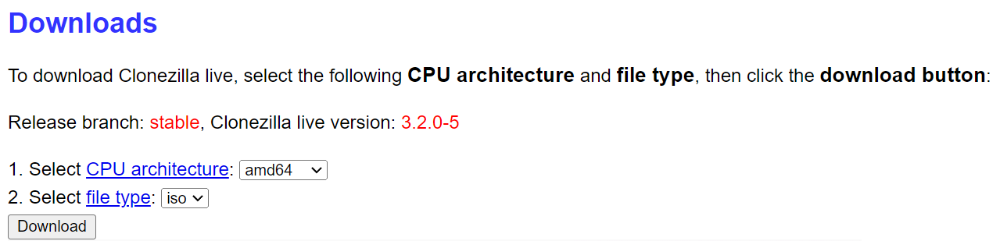 Downloads
To download Clonezilla live, select the following CPU architecture and file type, then click the download button:
Release branch: stable, Clonezilla live version: 3.2.0-5
1. Select CPU architecture: amd64
2. Select file type: iso
Download